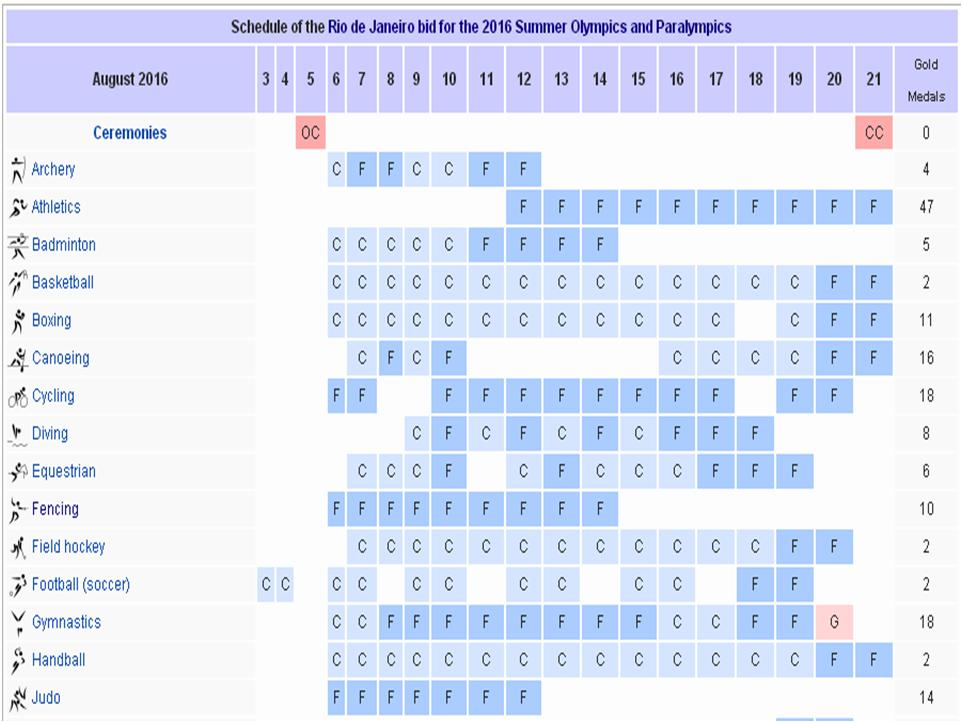 Schedule of the Rio de Janeiro bid for the 2016 Summer Olympics and Paralympics
August 2016 3 4 5 6 7 8 9 10 11 12 13 14 15 16 17 18 19 20 21 Gold Medals
Ceremonies OC CC 0
Archery C F F C C F F 4
Athletics F F F F F F F F F F 47
Badminton C C C C C F F F F 5
Basketball C C C C C C C C C C C C C C F F 2
Boxing C C C C C C C C C C C C C F F 11
Canoeing C F C F C C C C F F 16
Cycling F F F F F F F F F F F F 18
Diving C F C F C F C F F F 8
Equestrian C C C F C F C C C F F F 6
Fencing F F F F F F F F F 10
Field hockey C C C C C C C C C C C C F F 2
Football (soccer) C C C C C C C C C C F F 2
Gymnastics C C F F F F F F F F C C F F G 18
Handball C C C C C C C C C C C C C C F F 2
Judo F F F F F F F 14